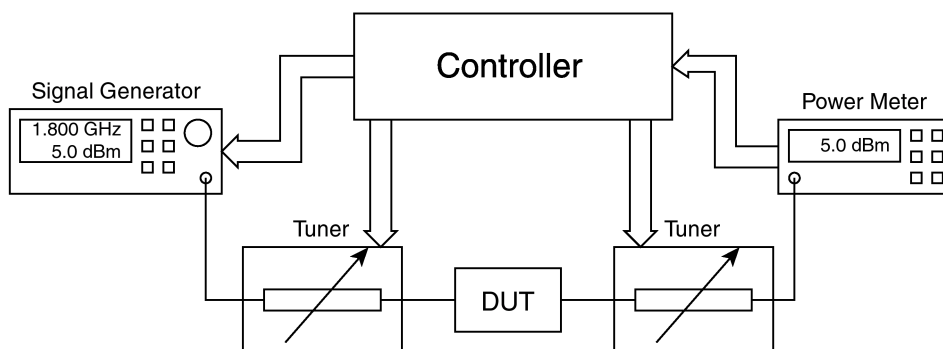 Controller
Signal Generator
1.800 GHz
5.0 dBm
Power Meter
5.0 dBm
Tuner
Tuner
DUT